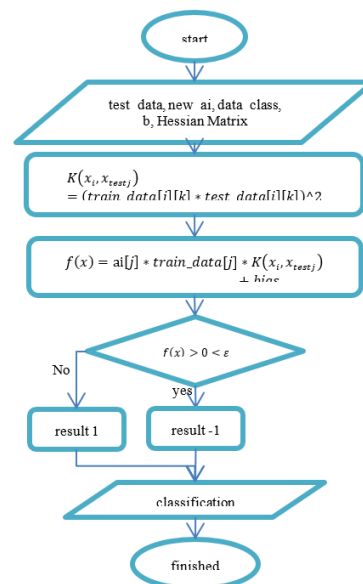 start
test data, new ai, data class,
b, Hessian Matrix
K(x_i, x_testj)
= (train_data[j][k] * test_data[i][k])^2
f(x) = ai[j] * train_data[j] * K(x_i, x_testj)
+ bias
f(x) > 0 < ε
No
yes
result 1
result -1
classification
finished